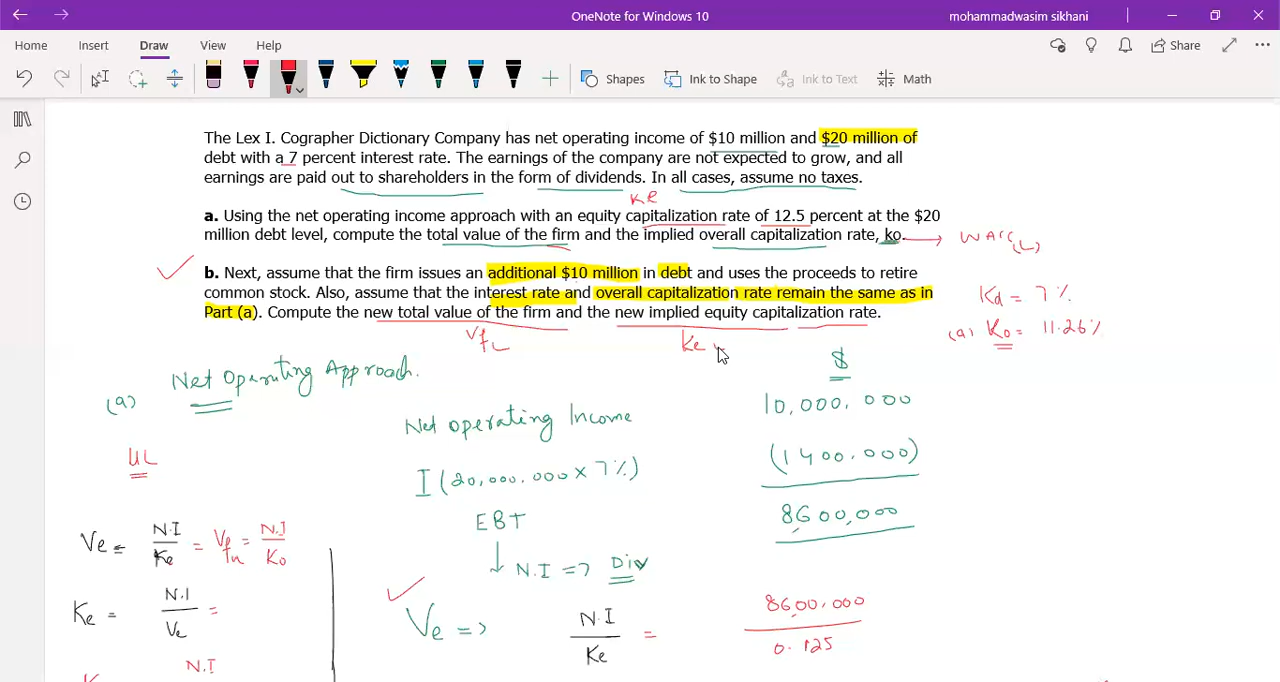 OneNote for Windows 10
mohammadwasim sikhani
Home Insert Draw View Help
Share
Shapes Ink to Shape Ink to Text Math
The Lex I. Cographer Dictionary Company has net operating income of $10 million and $20 million of
debt with a 7 percent interest rate. The earnings of the company are not expected to grow, and all
earnings are paid out to shareholders in the form of dividends. In all cases, assume no taxes.
Ke
a. Using the net operating income approach with an equity capitalization rate of 12.5 percent at the $20
million debt level, compute the total value of the firm and the implied overall capitalization rate, ko.
WACC(L)
b. Next, assume that the firm issues an additional $10 million in debt and uses the proceeds to retire
common stock. Also, assume that the interest rate and overall capitalization rate remain the same as in
Part (a). Compute the new total value of the firm and the new implied equity capitalization rate.
Kd = 7%
(a) Ko = 11.26%
VfL
Ke
$
Net Operating Approach.
(a)
10,000,000
Net operating Income
UL
I (20,000,000 x 7%)
(1400,000)
EBT
8600,000
Ve = N.I / Ke = Vfu = N.I / Ko
N.I => Div
Ke = N.I / Ve =
Ve => N.I / Ke =
8600,000 / 0.125
N.I